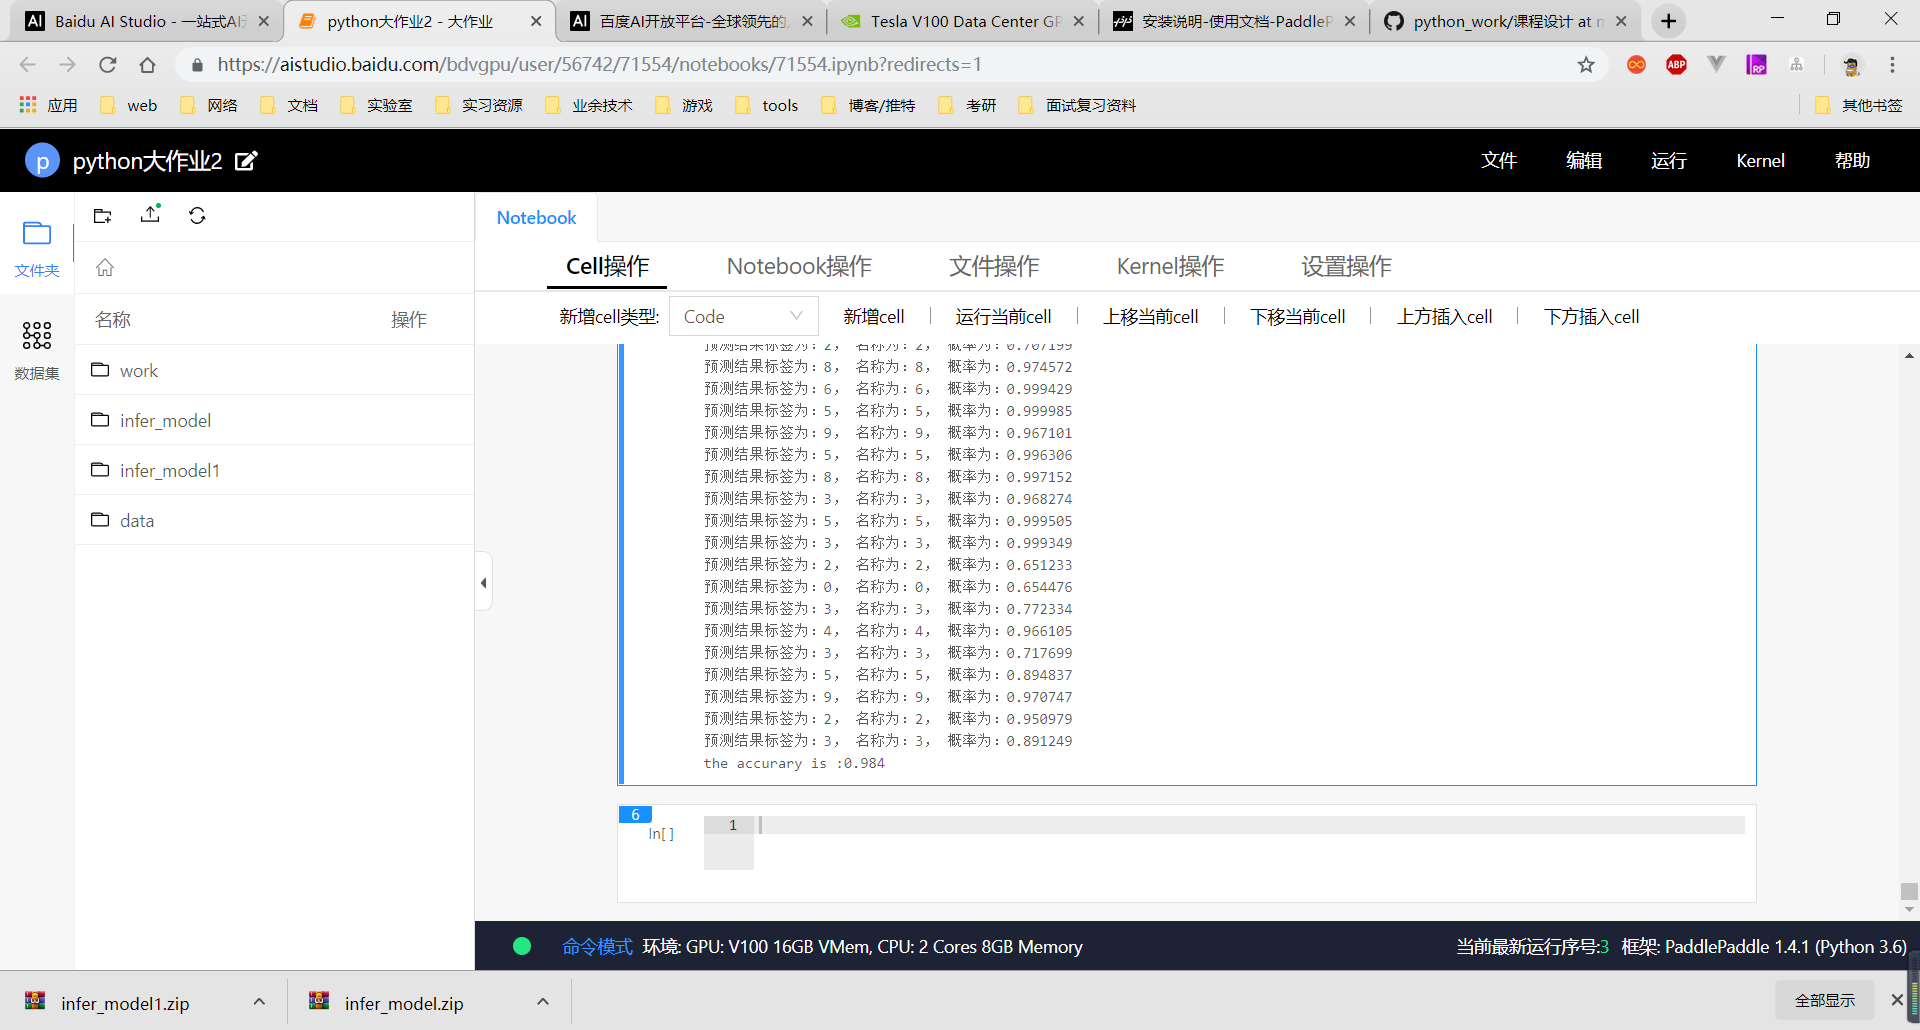 Baidu AI Studio - 一站式AI开
python大作业2 - 大作业
百度AI开放平台-全球领先的人
Tesla V100 Data Center GP
安装说明-使用文档-PaddleP
python_work/课程设计 at m
https://aistudio.baidu.com/bdvgpu/user/56742/71554/notebooks/71554.ipynb?redirects=1
应用 web 网络 文档 实验室 实习资源 业余技术 游戏 tools 博客/推特 考研 面试复习资料 其他书签
p python大作业2 文件 编辑 运行 Kernel 帮助
Notebook
文件夹
数据集
名称 操作
work
infer_model
infer_model1
data
Cell操作 Notebook操作 文件操作 Kernel操作 设置操作
新增cell类型: Code 新增cell 运行当前cell 上移当前cell 下移当前cell 上方插入cell 下方插入cell
预测结果标签为：2， 名称为：2， 概率为：0.707199
预测结果标签为：8， 名称为：8， 概率为：0.974572
预测结果标签为：6， 名称为：6， 概率为：0.999429
预测结果标签为：5， 名称为：5， 概率为：0.999985
预测结果标签为：9， 名称为：9， 概率为：0.967101
预测结果标签为：5， 名称为：5， 概率为：0.996306
预测结果标签为：8， 名称为：8， 概率为：0.997152
预测结果标签为：3， 名称为：3， 概率为：0.968274
预测结果标签为：5， 名称为：5， 概率为：0.999505
预测结果标签为：3， 名称为：3， 概率为：0.999349
预测结果标签为：2， 名称为：2， 概率为：0.651233
预测结果标签为：0， 名称为：0， 概率为：0.654476
预测结果标签为：3， 名称为：3， 概率为：0.772334
预测结果标签为：4， 名称为：4， 概率为：0.966105
预测结果标签为：3， 名称为：3， 概率为：0.717699
预测结果标签为：5， 名称为：5， 概率为：0.894837
预测结果标签为：9， 名称为：9， 概率为：0.970747
预测结果标签为：2， 名称为：2， 概率为：0.950979
预测结果标签为：3， 名称为：3， 概率为：0.891249
the accurary is :0.984
6
In[ ]
1
命令模式 环境: GPU: V100 16GB VMem, CPU: 2 Cores 8GB Memory 当前最新运行序号:3 框架: PaddlePaddle 1.4.1 (Python 3.6)
infer_model1.zip infer_model.zip 全部显示